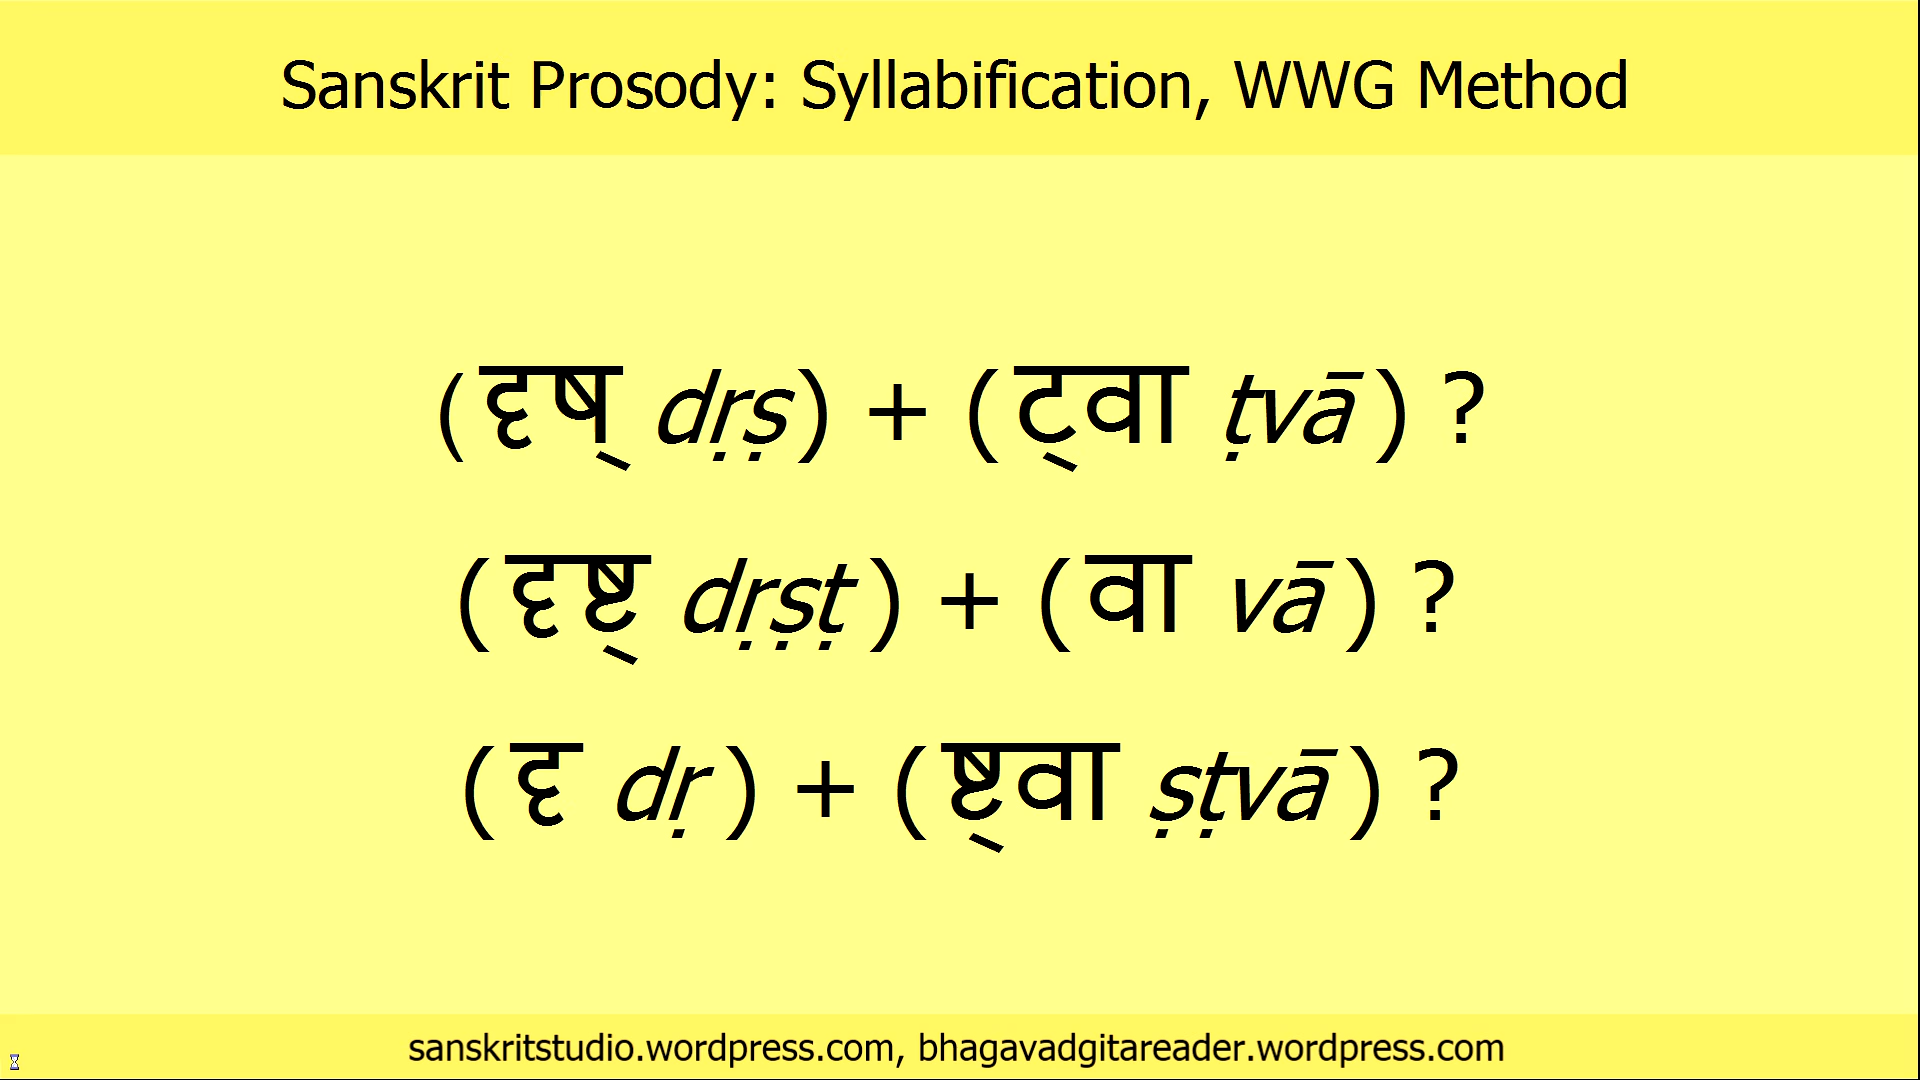 Sanskrit Prosody: Syllabification, WWG Method
(दृष् dṛṣ) + (ट्वा ṭvā) ?
(दृष्ट् dṛṣṭ) + (वा vā) ?
(दृ dṛ) + (ष्ट्वा ṣṭvā) ?
sanskritstudio.wordpress.com, bhagavadgitareader.wordpress.com